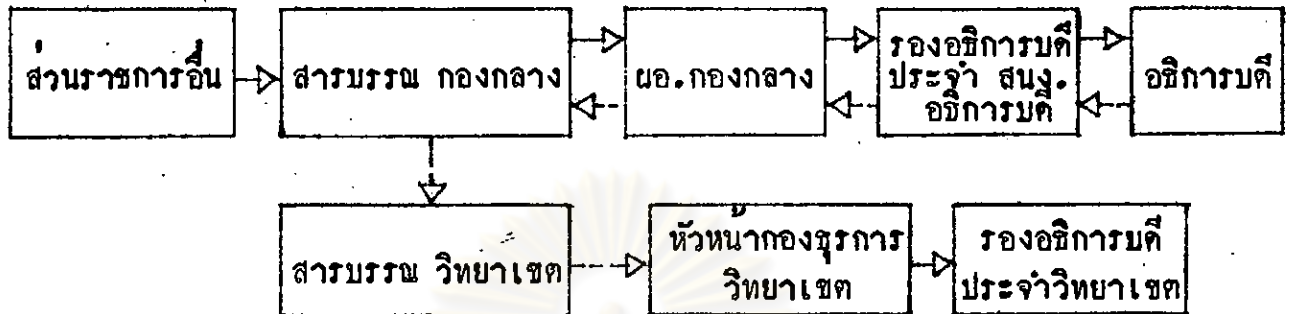 ส่วนราชการอื่น
สารบรรณ กองกลาง
ผอ.กองกลาง
รองอธิการบดี
ประจำ สนง.
อธิการบดี
อธิการบดี
สารบรรณ วิทยาเขต
หัวหน้ากองธุรการ
วิทยาเขต
รองอธิการบดี
ประจำวิทยาเขต